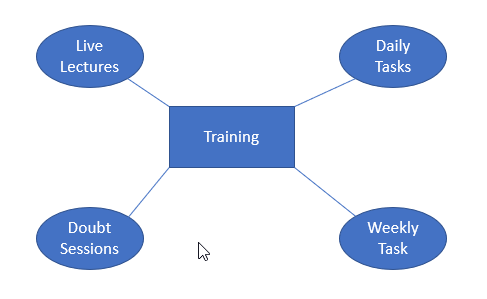 Live
Lectures
Daily
Tasks
Training
Doubt
Sessions
Weekly
Task